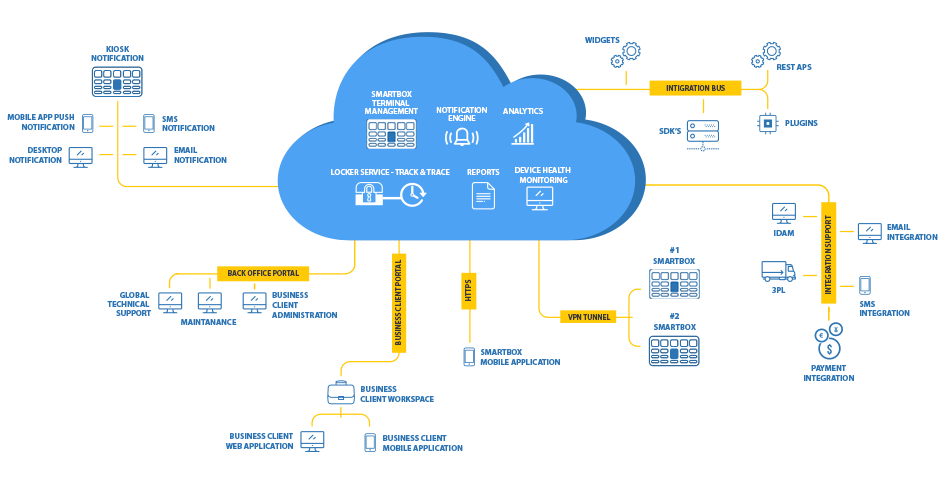 KIOSK
NOTIFICATION
MOBILE APP PUSH
NOTIFICATION
SMS
NOTIFICATION
DESKTOP
NOTIFICATION
EMAIL
NOTIFICATION
SMARTBOX
TERMINAL
MANAGEMENT
NOTIFICATION
ENGINE
ANALYTICS
LOCKER SERVICE - TRACK & TRACE
REPORTS
DEVICE HEALTH
MONITORING
WIDGETS
REST APS
INTIGRATION BUS
SDK'S
PLUGINS
INTEGRATION SUPPORT
IDAM
EMAIL
INTEGRATION
3PL
SMS
INTEGRATION
€
¥
$
PAYMENT
INTEGRATION
BACK OFFICE PORTAL
GLOBAL
TECHNICAL
SUPPORT
MAINTANANCE
BUSINESS
CLIENT
ADMINISTRATION
BUSINESS CLIENT PORTAL
BUSINESS
CLIENT WORKSPACE
BUSINESS CLIENT
WEB APPLICATION
BUSINESS CLIENT
MOBILE APPLICATION
HTTPS
SMARTBOX
MOBILE APPLICATION
VPN TUNNEL
#1
SMARTBOX
#2
SMARTBOX